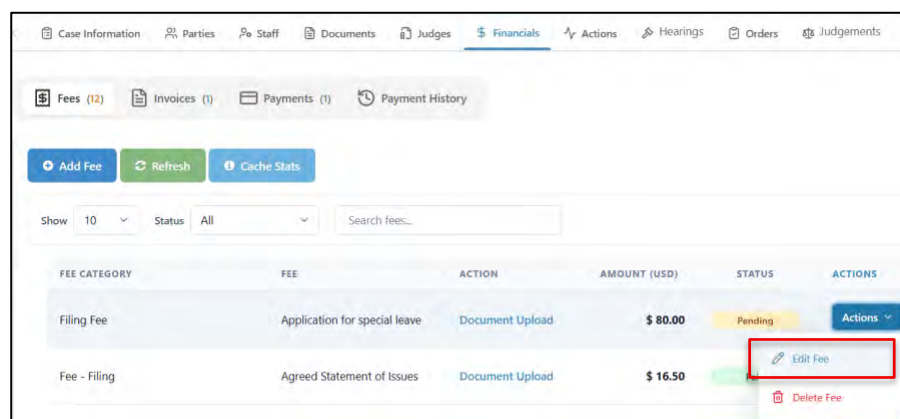 Case Information Parties Staff Documents Judges $ Financials Actions Hearings Orders Judgements
$ Fees (12) Invoices (1) Payments (1) Payment History
Add Fee Refresh Cache Stats
Show 10 Status All Search fees...
FEE CATEGORY FEE ACTION AMOUNT (USD) STATUS ACTIONS
Filing Fee Application for special leave Document Upload $ 80.00 Pending Actions
Edit Fee
Fee - Filing Agreed Statement of Issues Document Upload $ 16.50
Delete Fee